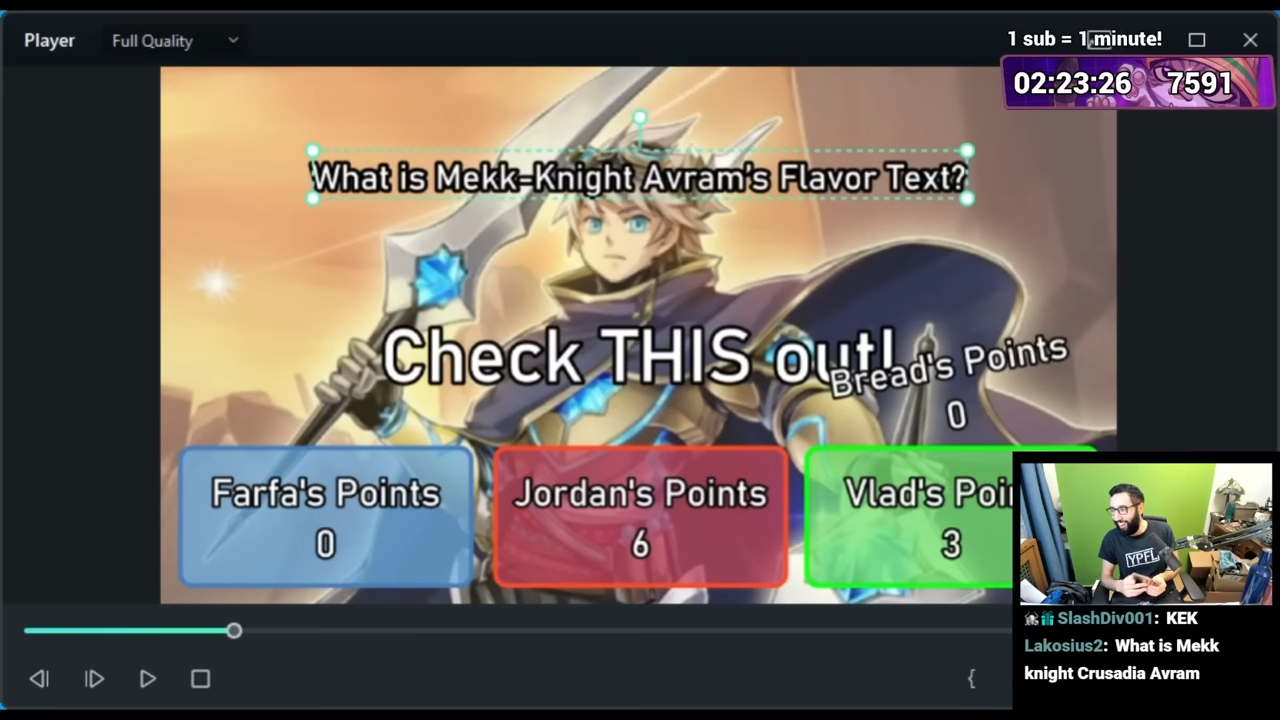 Player
Full Quality
1 sub = 1 minute!
02:23:26 7591
What is Mekk-Knight Avram's Flavor Text?
Check THIS out!
Bread's Points
0
Farfa's Points
0
Jordan's Points
6
Vlad's Poin
3
YPFL
SlashDiv001: KEK
Lakosius2: What is Mekk
knight Crusadia Avram
{